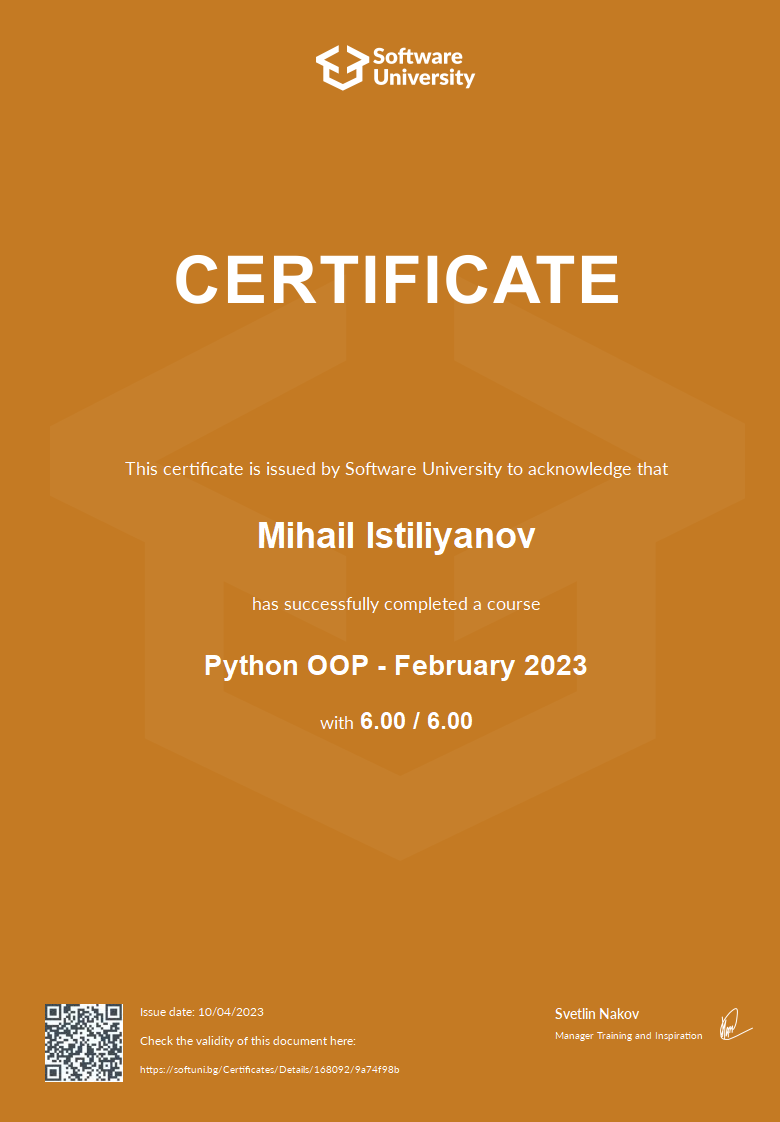 Software
University
CERTIFICATE
This certificate is issued by Software University to acknowledge that
Mihail Istiliyanov
has successfully completed a course
Python OOP - February 2023
with 6.00 / 6.00
Issue date: 10/04/2023
Check the validity of this document here:
https://softuni.bg/Certificates/Details/168092/9a74f98b
Svetlin Nakov
Manager Training and Inspiration